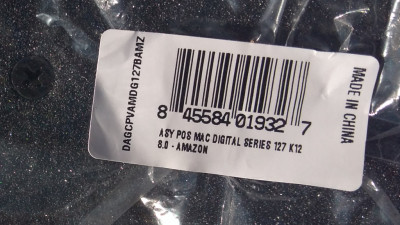 DAGCPVAMDG127BAMZ
8 45584 01932 7
ASY POS MAC DIGITAL SERIES 127 K12
8.0 - AMAZON
MADE IN CHINA